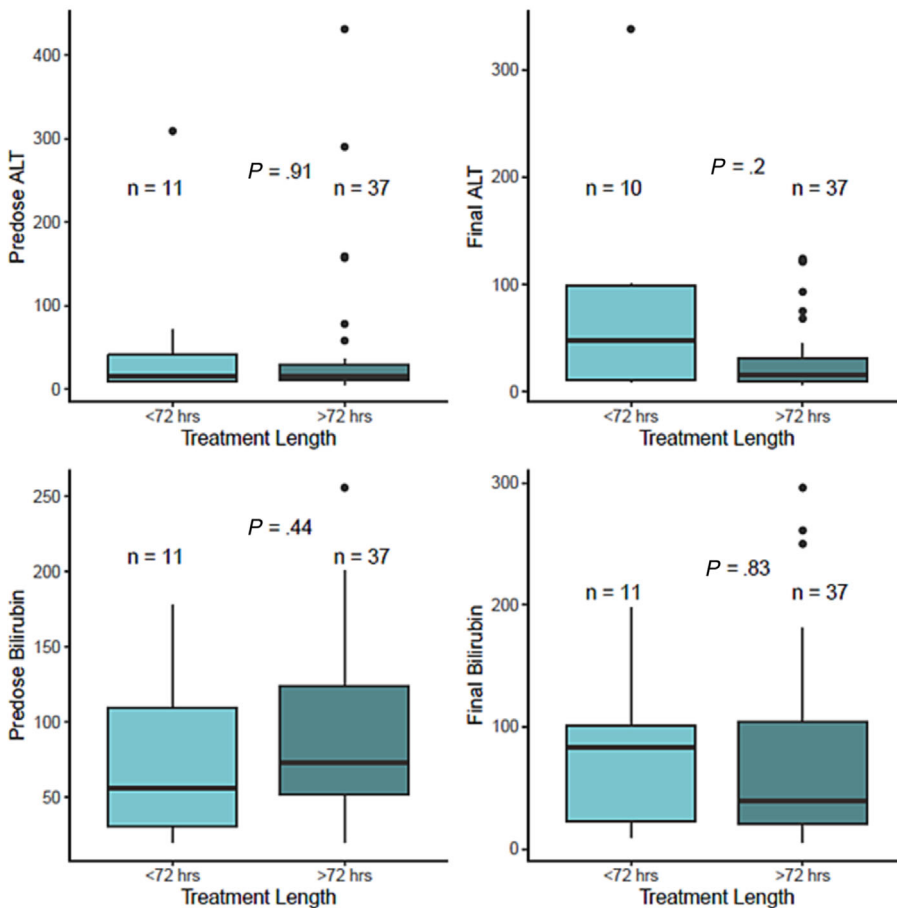 Predose ALT
400
300
200
100
0
n = 11
P = .91
n = 37
<72 hrs
>72 hrs
Treatment Length
Final ALT
300
200
100
0
n = 10
P = .2
n = 37
<72 hrs
>72 hrs
Treatment Length
Predose Bilirubin
250
200
150
100
50
n = 11
P = .44
n = 37
<72 hrs
>72 hrs
Treatment Length
Final Bilirubin
300
200
100
0
n = 11
P = .83
n = 37
<72 hrs
>72 hrs
Treatment Length